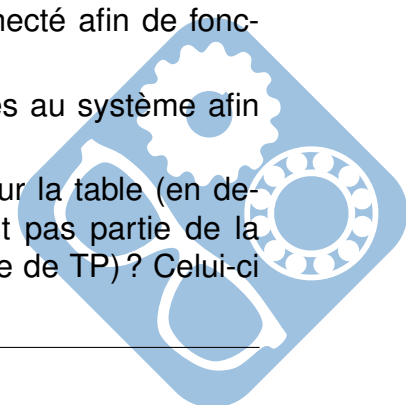 necté afin de fonc-
es au système afin
ur la table (en de-
t pas partie de la
e de TP) ? Celui-ci